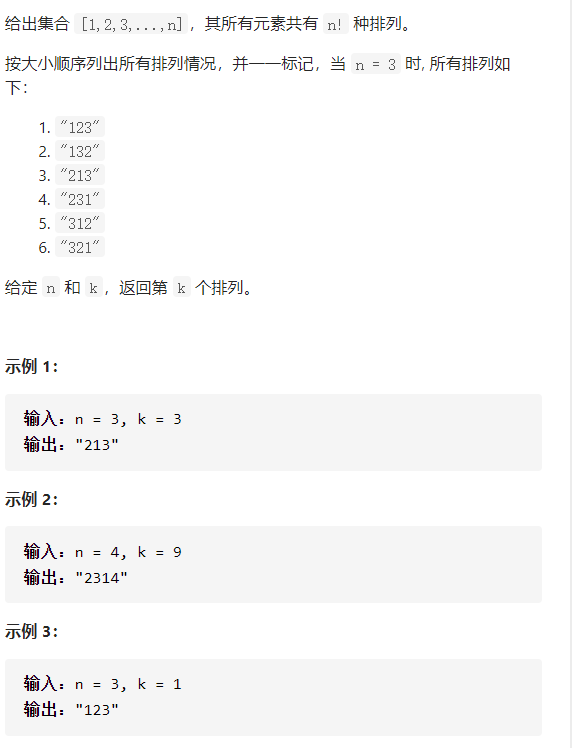 给出集合 [1,2,3,...,n]，其所有元素共有 n! 种排列。
按大小顺序列出所有排列情况，并一一标记，当 n = 3 时, 所有排列如
下：
1. "123"
2. "132"
3. "213"
4. "231"
5. "312"
6. "321"
给定 n 和 k，返回第 k 个排列。
示例 1：
输入：n = 3, k = 3
输出："213"
示例 2：
输入：n = 4, k = 9
输出："2314"
示例 3：
输入：n = 3, k = 1
输出："123"